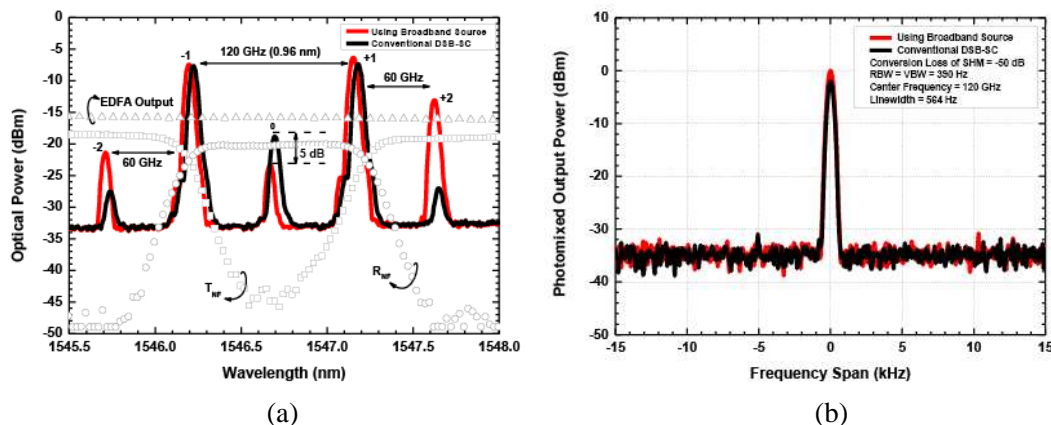 10
5
0
-5
-10
-15
-20
-25
-30
-35
-40
-45
-50
1545.5 1546.0 1546.5 1547.0 1547.5 1548.0
Optical Power (dBm)
Wavelength (nm)
Using Broadband Source
Conventional DSB-SC
-1
120 GHz (0.96 nm)
+1
60 GHz
+2
EDFA Output
0
5 dB
-2
60 GHz
T_NF
R_NF
(a)
10
0
-10
-20
-30
-40
-50
-15 -10 -5 0 5 10 15
Photomixed Output Power (dBm)
Frequency Span (kHz)
Using Broadband Source
Conventional DSB-SC
Conversion Loss of SHM = -50 dB
RBW = VBW = 390 Hz
Center Frequency = 120 GHz
Linewidth = 564 Hz
(b)